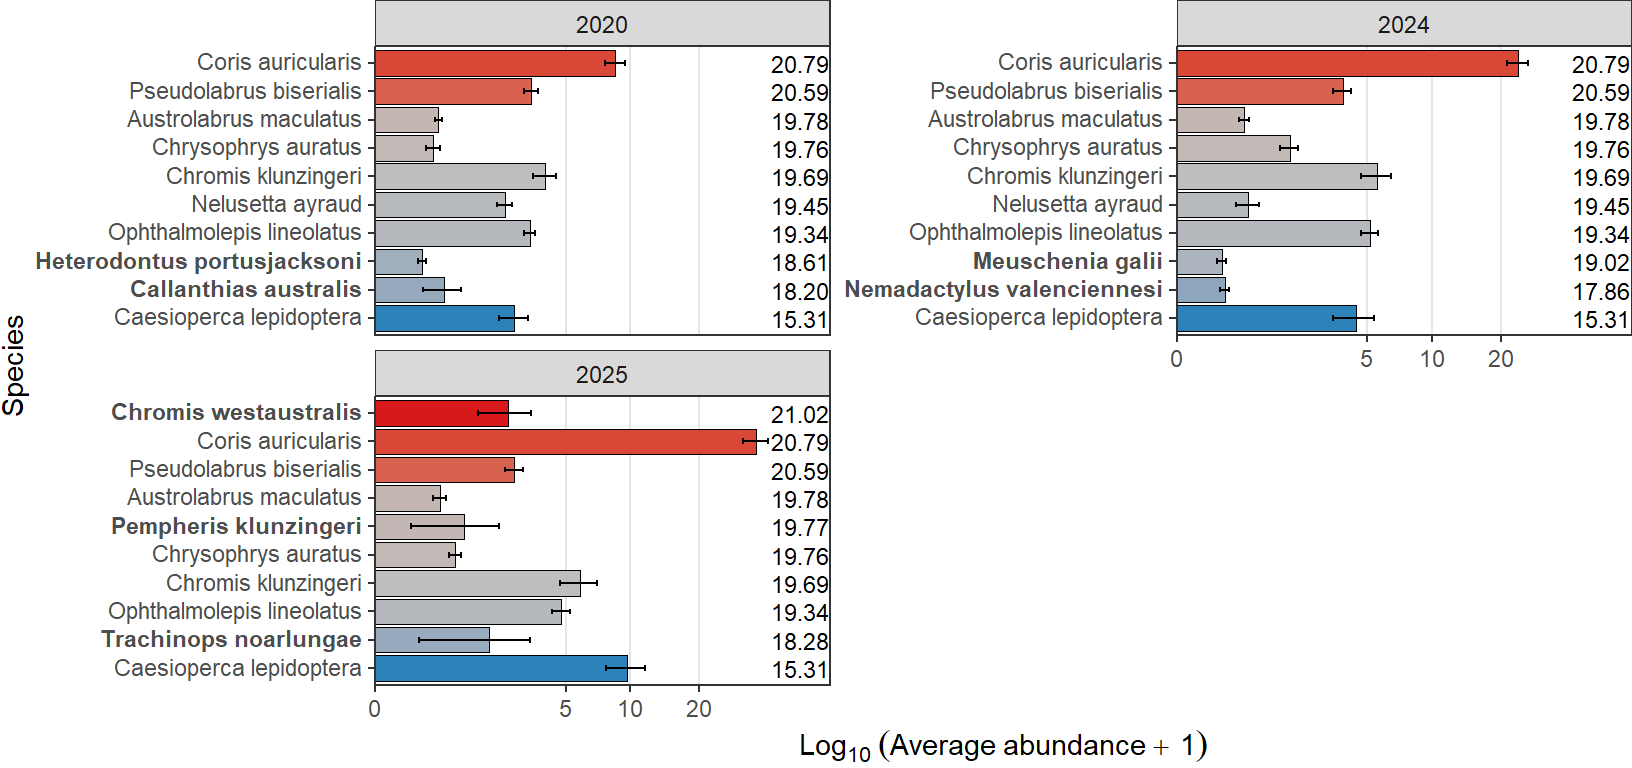 2020
Coris auricularis 20.79
Pseudolabrus biserialis 20.59
Austrolabrus maculatus 19.78
Chrysophrys auratus 19.76
Chromis klunzingeri 19.69
Nelusetta ayraud 19.45
Ophthalmolepis lineolatus 19.34
Heterodontus portusjacksoni 18.61
Callanthias australis 18.20
Caesioperca lepidoptera 15.31
2024
Coris auricularis 20.79
Pseudolabrus biserialis 20.59
Austrolabrus maculatus 19.78
Chrysophrys auratus 19.76
Chromis klunzingeri 19.69
Nelusetta ayraud 19.45
Ophthalmolepis lineolatus 19.34
Meuschenia galii 19.02
Nemadactylus valenciennesi 17.86
Caesioperca lepidoptera 15.31
0 5 10 20
Species
2025
Chromis westaustralis 21.02
Coris auricularis 20.79
Pseudolabrus biserialis 20.59
Austrolabrus maculatus 19.78
Pempheris klunzingeri 19.77
Chrysophrys auratus 19.76
Chromis klunzingeri 19.69
Ophthalmolepis lineolatus 19.34
Trachinops noarlungae 18.28
Caesioperca lepidoptera 15.31
0 5 10 20
Log₁₀ (Average abundance + 1)